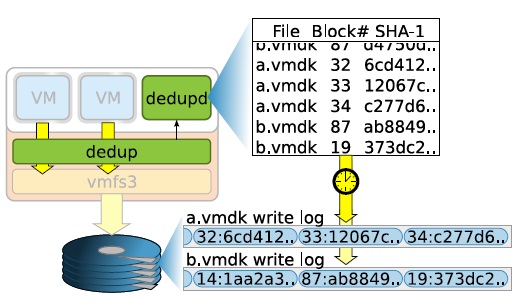 File Block# SHA-1
b.vmdk 87 d4750d..
a.vmdk 32 6cd412..
a.vmdk 33 12067c..
a.vmdk 34 c277d6..
b.vmdk 87 ab8849..
b.vmdk 19 373dc2..
VM VM dedupd
dedup
vmfs3
a.vmdk write log
32:6cd412.. 33:12067c.. 34:c277d6..
b.vmdk write log
14:1aa2a3.. 87:ab8849.. 19:373dc2..